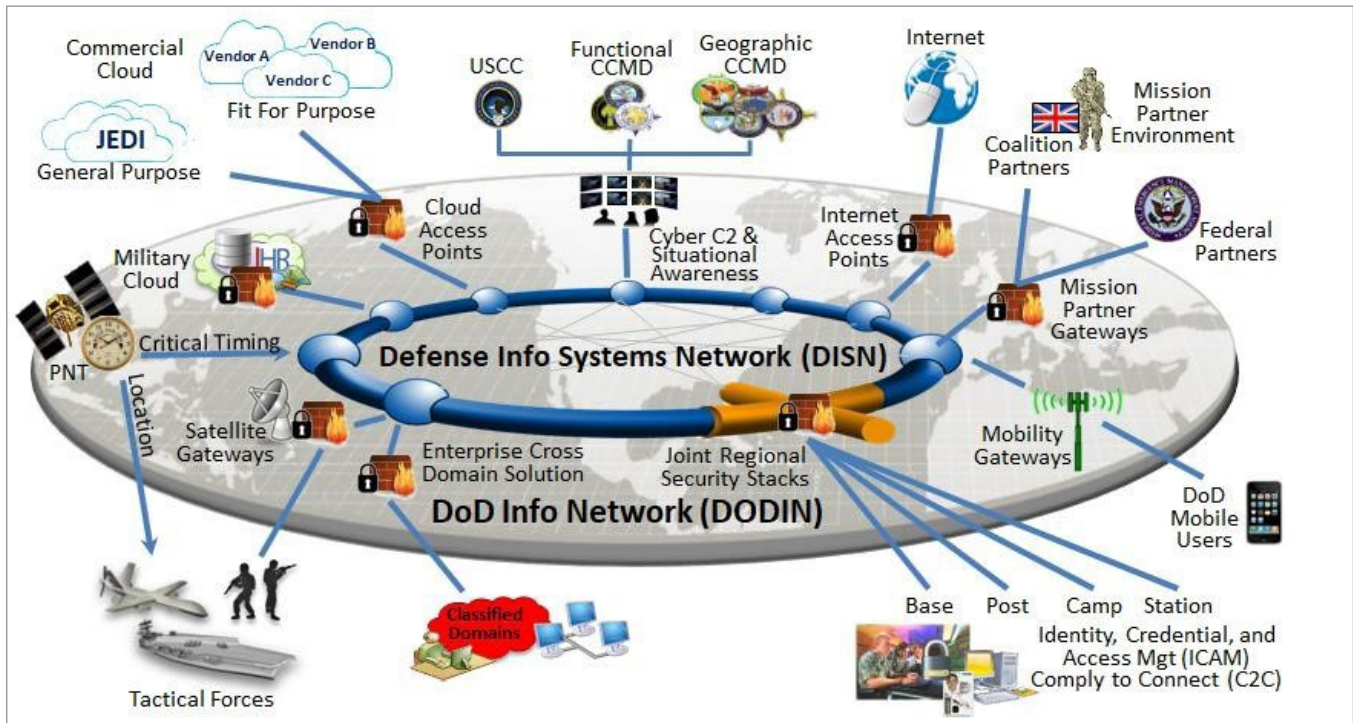 Commercial
Cloud
Vendor A
Vendor B
Vendor C
Fit For Purpose
JEDI
General Purpose
USCC
Functional
CCMD
Geographic
CCMD
Internet
Mission
Partner
Environment
Coalition
Partners
Federal
Partners
Cloud
Access
Points
Cyber C2 &
Situational
Awareness
Internet
Access
Points
Military
Cloud
Mission
Partner
Gateways
PNT
Critical Timing
Location
Defense Info Systems Network (DISN)
Satellite
Gateways
Enterprise Cross
Domain Solution
Joint Regional
Security Stacks
Mobility
Gateways
DoD Info Network (DODIN)
DoD
Mobile
Users
Classified
Domains
Tactical Forces
Base
Post
Camp
Station
Identity, Credential, and
Access Mgt (ICAM)
Comply to Connect (C2C)